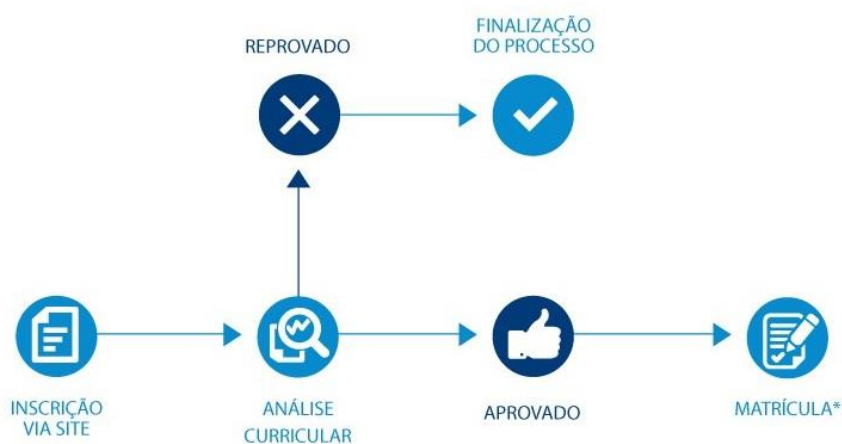 REPROVADO
FINALIZAÇÃO
DO PROCESSO
INSCRIÇÃO
VIA SITE
ANÁLISE
CURRICULAR
APROVADO
MATRÍCULA*